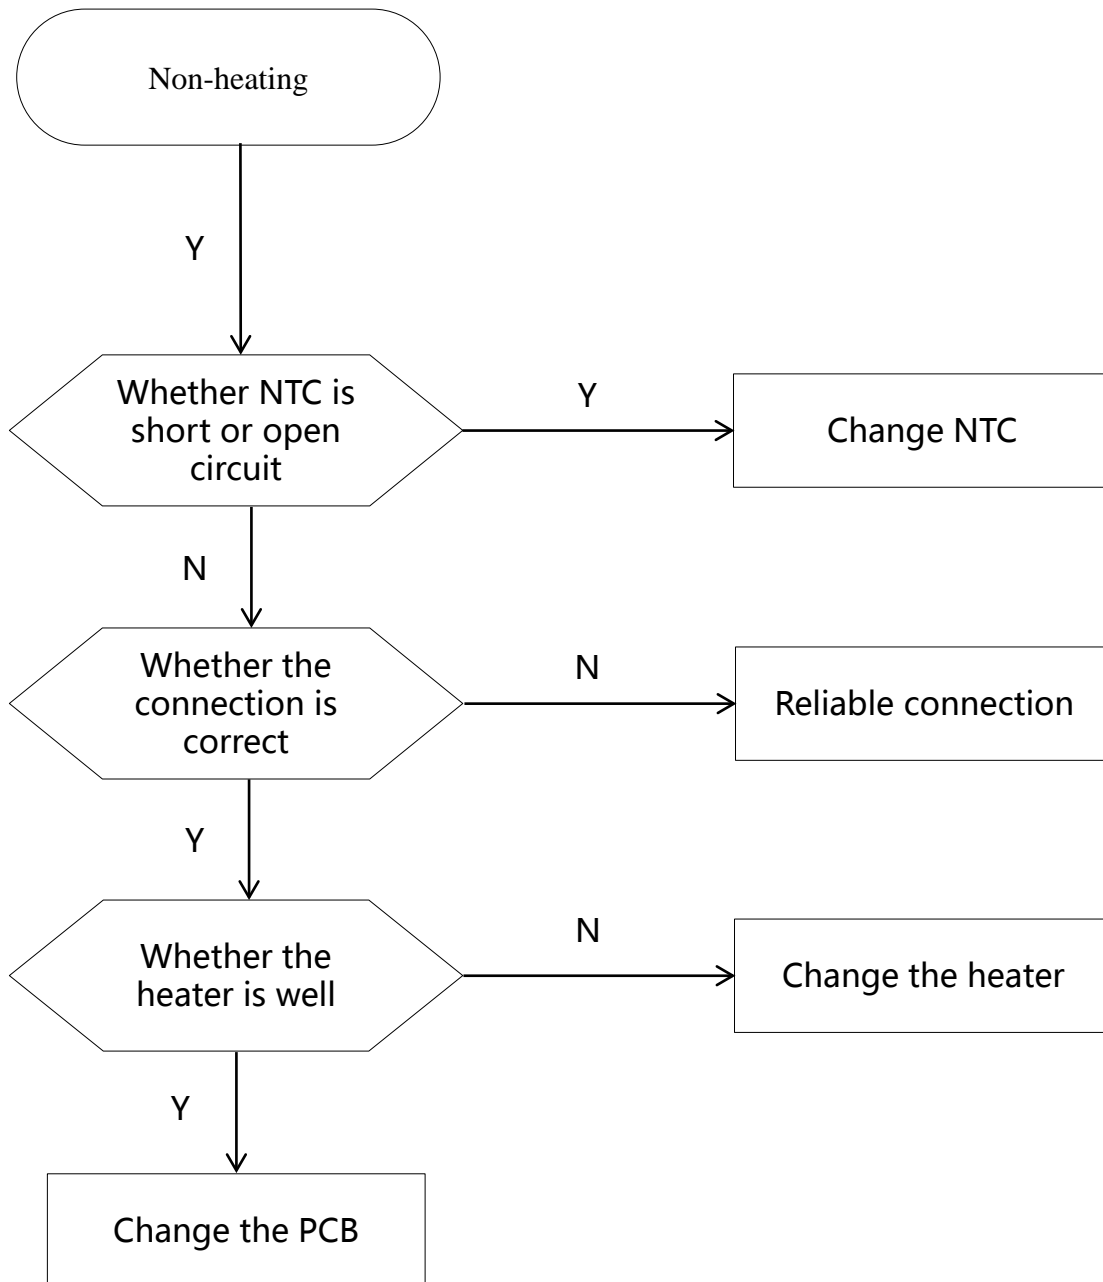 Non-heating
Y
Whether NTC is
short or open
circuit
Y
Change NTC
N
Whether the
connection is
correct
N
Reliable connection
Y
Whether the
heater is well
N
Change the heater
Y
Change the PCB